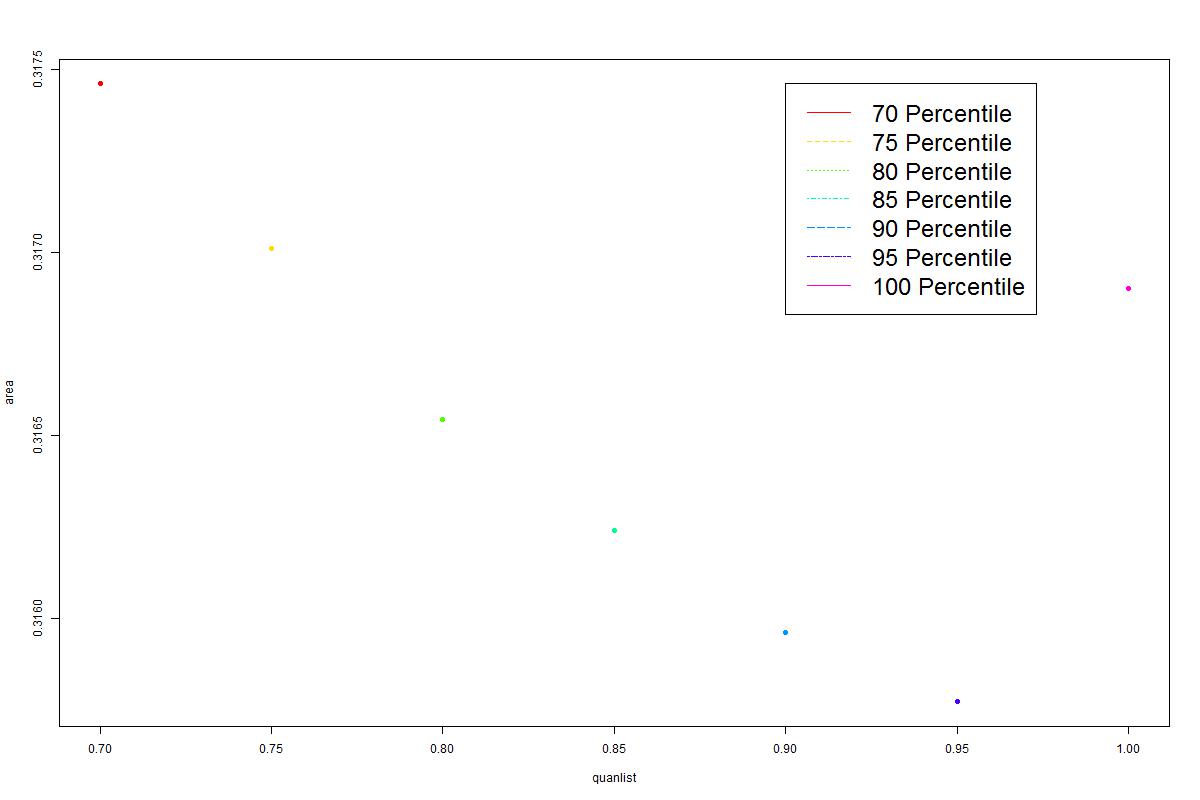 0.3175
0.3170
0.3165
0.3160
area
70 Percentile
75 Percentile
80 Percentile
85 Percentile
90 Percentile
95 Percentile
100 Percentile
0.70 0.75 0.80 0.85 0.90 0.95 1.00
quanlist